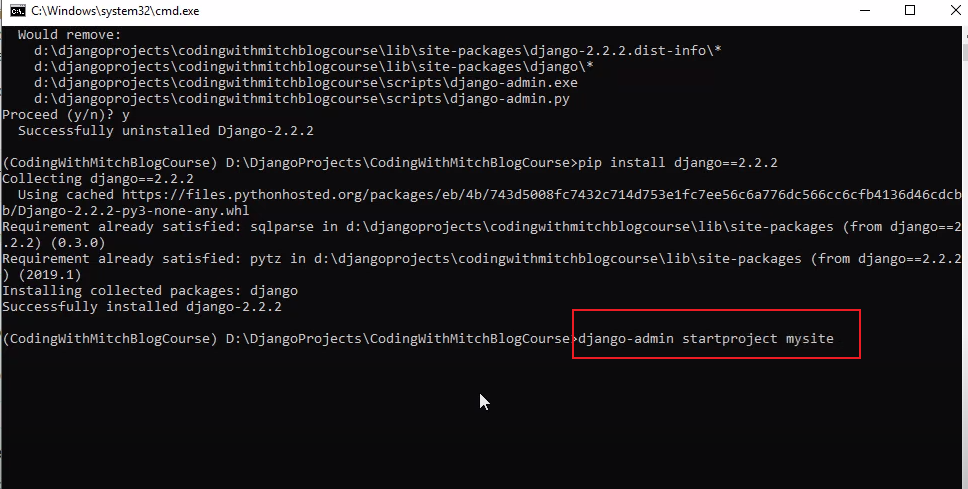 C:\Windows\system32\cmd.exe
Would remove:
d:\djangoprojects\codingwithmitchblogcourse\lib\site-packages\django-2.2.2.dist-info\*
d:\djangoprojects\codingwithmitchblogcourse\lib\site-packages\django\*
d:\djangoprojects\codingwithmitchblogcourse\scripts\django-admin.exe
d:\djangoprojects\codingwithmitchblogcourse\scripts\django-admin.py
Proceed (y/n)? y
Successfully uninstalled Django-2.2.2
(CodingWithMitchBlogCourse) D:\DjangoProjects\CodingWithMitchBlogCourse>pip install django==2.2.2
Collecting django==2.2.2
Using cached https://files.pythonhosted.org/packages/eb/4b/743d5008fc7432c714d753e1fc7ee56c6a776dc566cc6cfb4136d46cdcb
b/Django-2.2.2-py3-none-any.whl
Requirement already satisfied: sqlparse in d:\djangoprojects\codingwithmitchblogcourse\lib\site-packages (from django==2
.2.2) (0.3.0)
Requirement already satisfied: pytz in d:\djangoprojects\codingwithmitchblogcourse\lib\site-packages (from django==2.2.2
) (2019.1)
Installing collected packages: django
Successfully installed django-2.2.2
(CodingWithMitchBlogCourse) D:\DjangoProjects\CodingWithMitchBlogCourse>django-admin startproject mysite